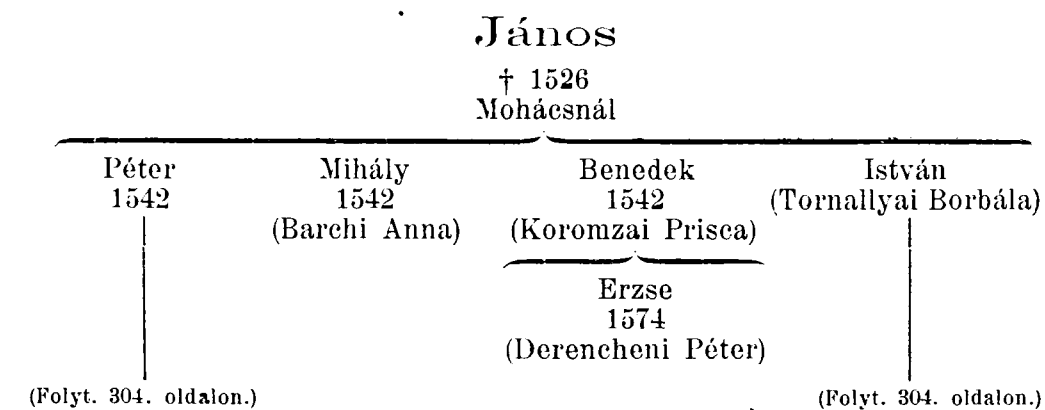 János
† 1526
Mohácsnál
Péter Mihály Benedek István
1542 1542 1542 (Tornallyai Borbála)
(Barchi Anna) (Koromzai Prisca)
Erzse
1574
(Derencheni Péter)
(Folyt. 304. oldalon.) (Folyt. 304. oldalon.)